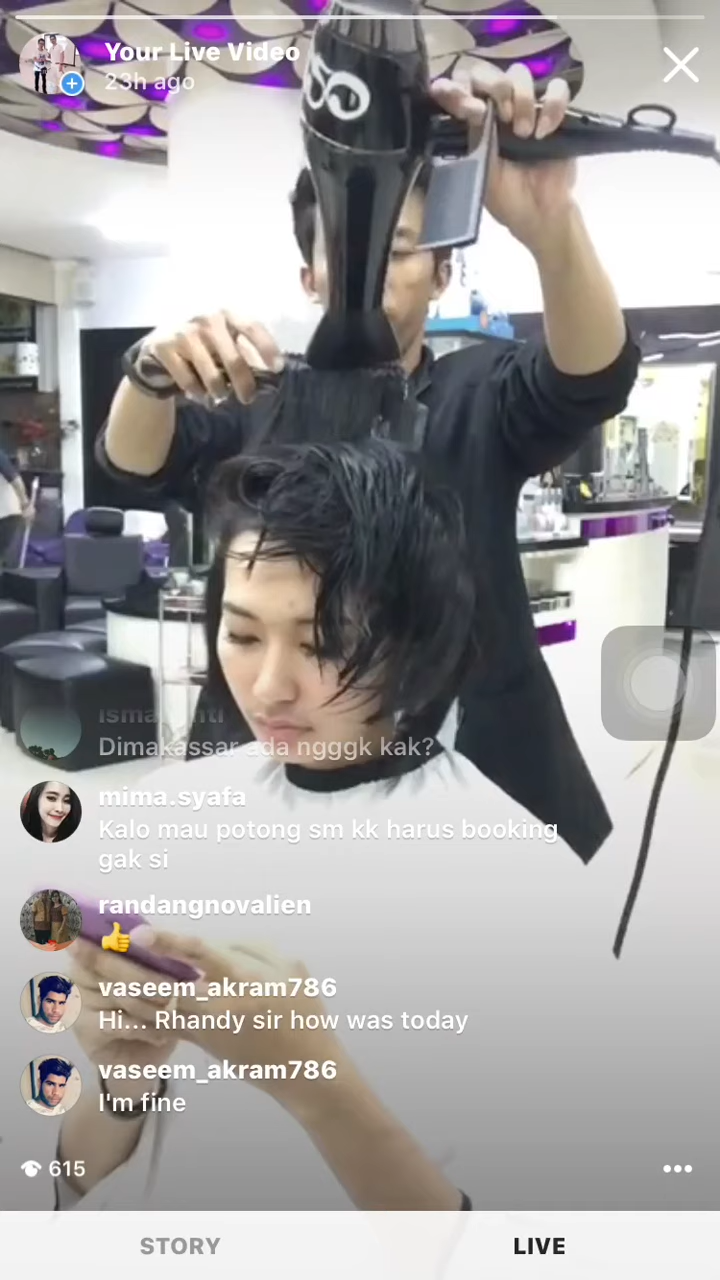 Your Live Video
23h ago
Dimakassar ada ngggk kak?
mima.syafa
Kalo mau potong sm kk harus booking
gak si
randangnovalien
👍
vaseem_akram786
Hi... Rhandy sir how was today
vaseem_akram786
I'm fine
615
STORY
LIVE